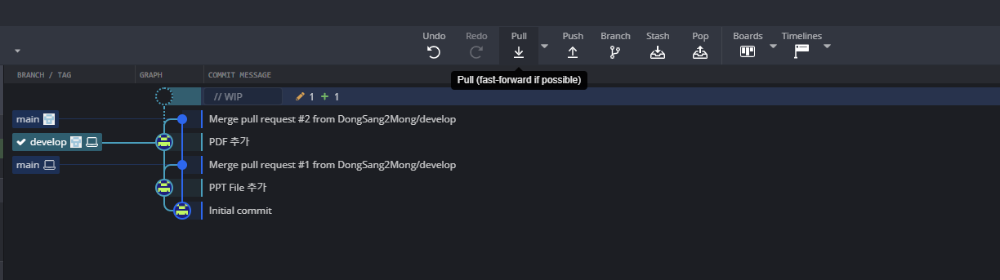 Undo Redo Pull Push Branch Stash Pop Boards Timelines
Pull (fast-forward if possible)
BRANCH / TAG GRAPH COMMIT MESSAGE
// WIP 1 + 1
main Merge pull request #2 from DongSang2Mong/develop
develop PDF 추가
main Merge pull request #1 from DongSang2Mong/develop
PPT File 추가
Initial commit